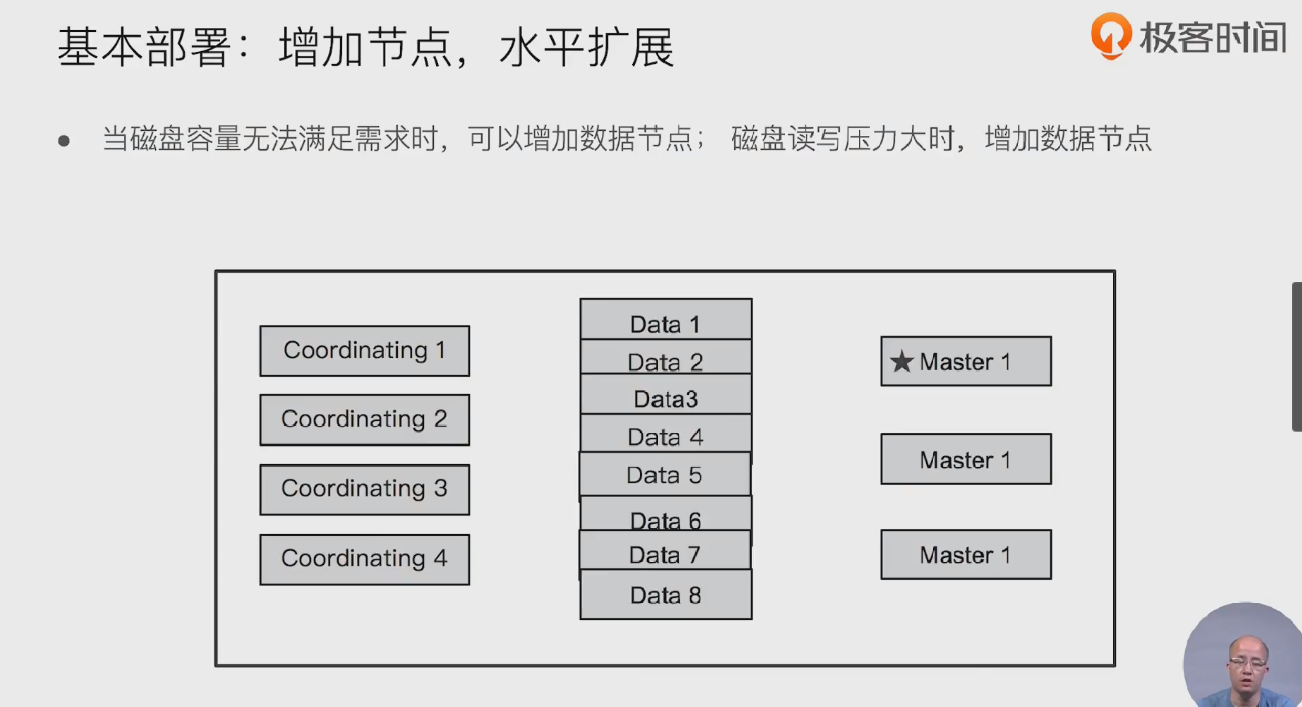 基本部署：增加节点，水平扩展
极客时间
● 当磁盘容量无法满足需求时，可以增加数据节点； 磁盘读写压力大时，增加数据节点
Coordinating 1
Coordinating 2
Coordinating 3
Coordinating 4
Data 1
Data 2
Data3
Data 4
Data 5
Data 6
Data 7
Data 8
★ Master 1
Master 1
Master 1